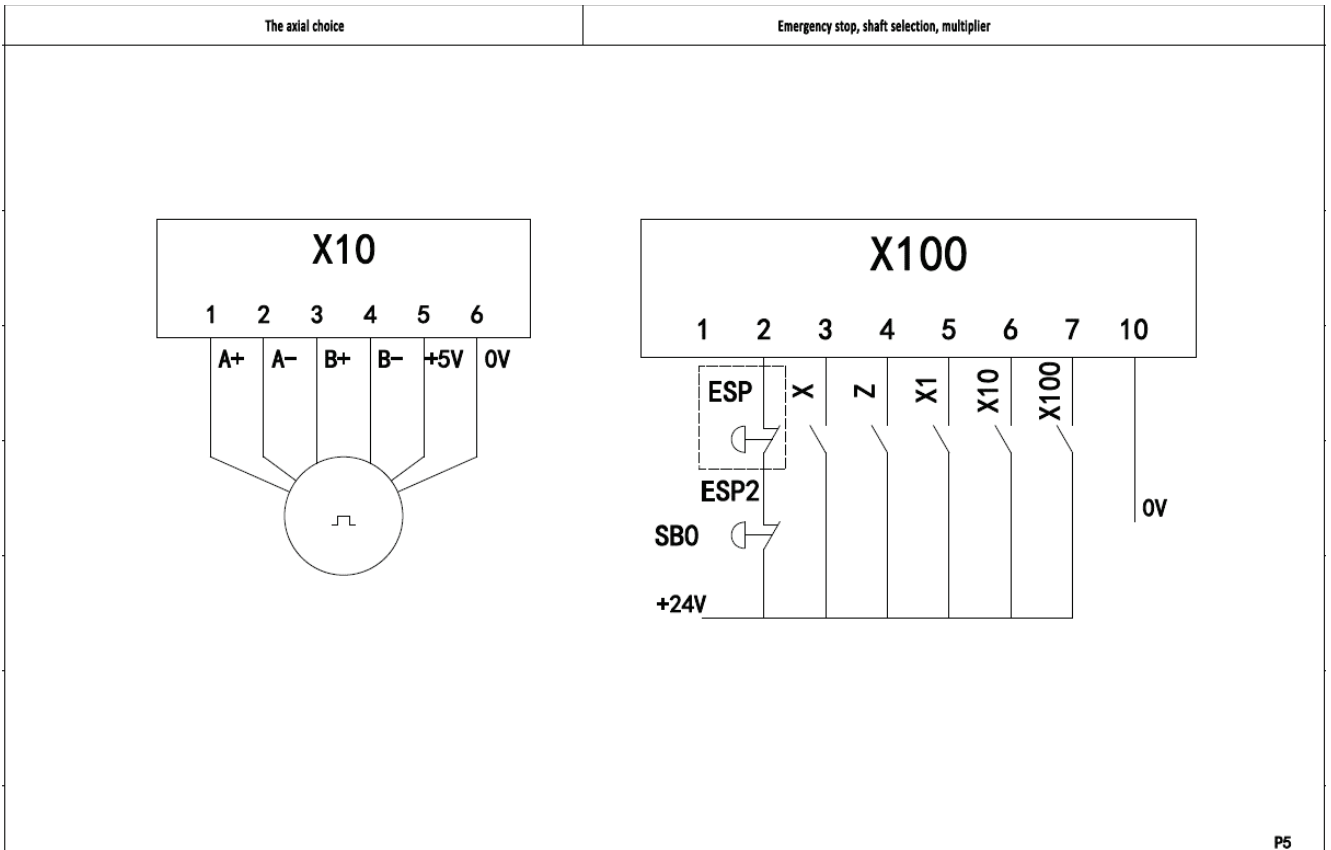 The axial choice
Emergency stop, shaft selection, multiplier
X10
1 2 3 4 5 6
A+ A- B+ B- +5V 0V
X100
1 2 3 4 5 6 7 10
ESP X Z X1 X10 X100
ESP2
SB0
0V
+24V
P5